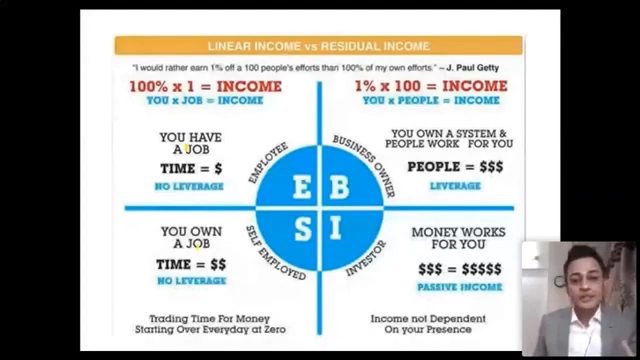 LINEAR INCOME vs RESIDUAL INCOME
"I would rather earn 1% off a 100 people's efforts than 100% of my own efforts." ~ J. Paul Getty
100% x 1 = INCOME
YOU x JOB = INCOME
1% x 100 = INCOME
YOU x PEOPLE = INCOME
YOU HAVE
A JOB
TIME = $
NO LEVERAGE
EMPLOYEE
BUSINESS OWNER
YOU OWN A SYSTEM &
PEOPLE WORK FOR YOU
PEOPLE = $$$
LEVERAGE
E B
S I
YOU OWN
A JOB
TIME = $$
NO LEVERAGE
SELF EMPLOYED
INVESTOR
MONEY WORKS
FOR YOU
$$$ = $$$$$
PASSIVE INCOME
Trading Time For Money
Starting Over Everyday at Zero
Income not Dependent
On your Presence